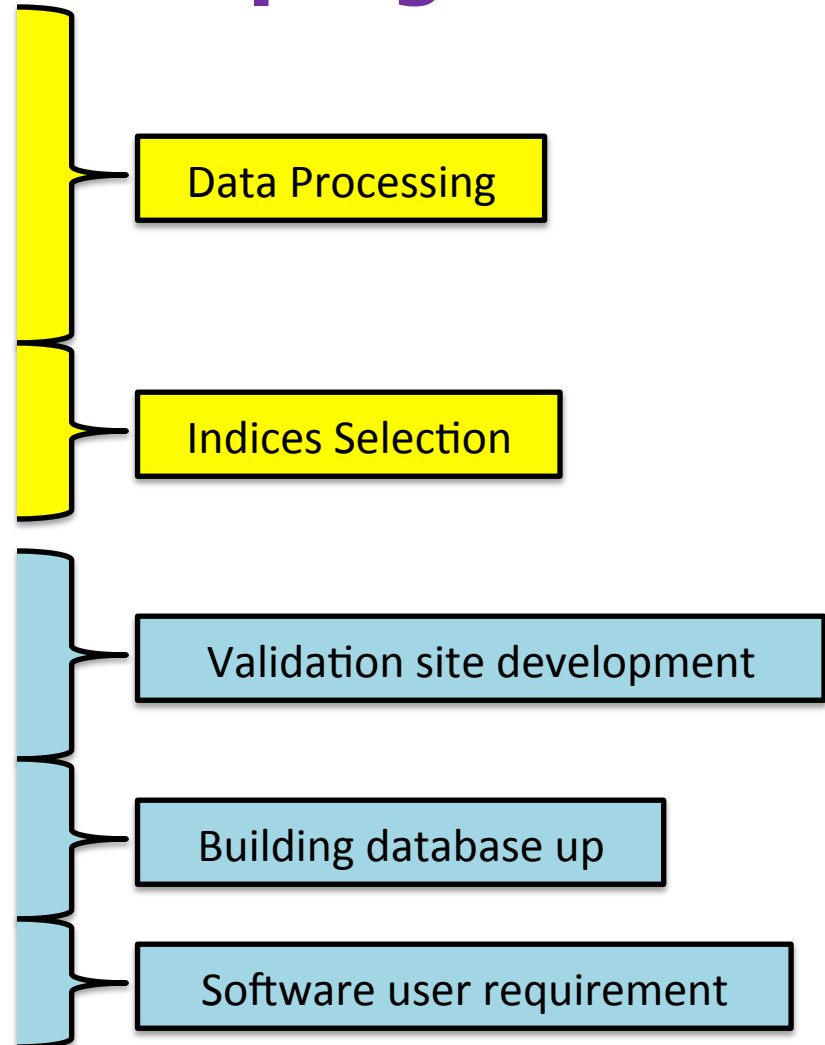 Data Processing
Indices Selection
Validation site development
Building database up
Software user requirement